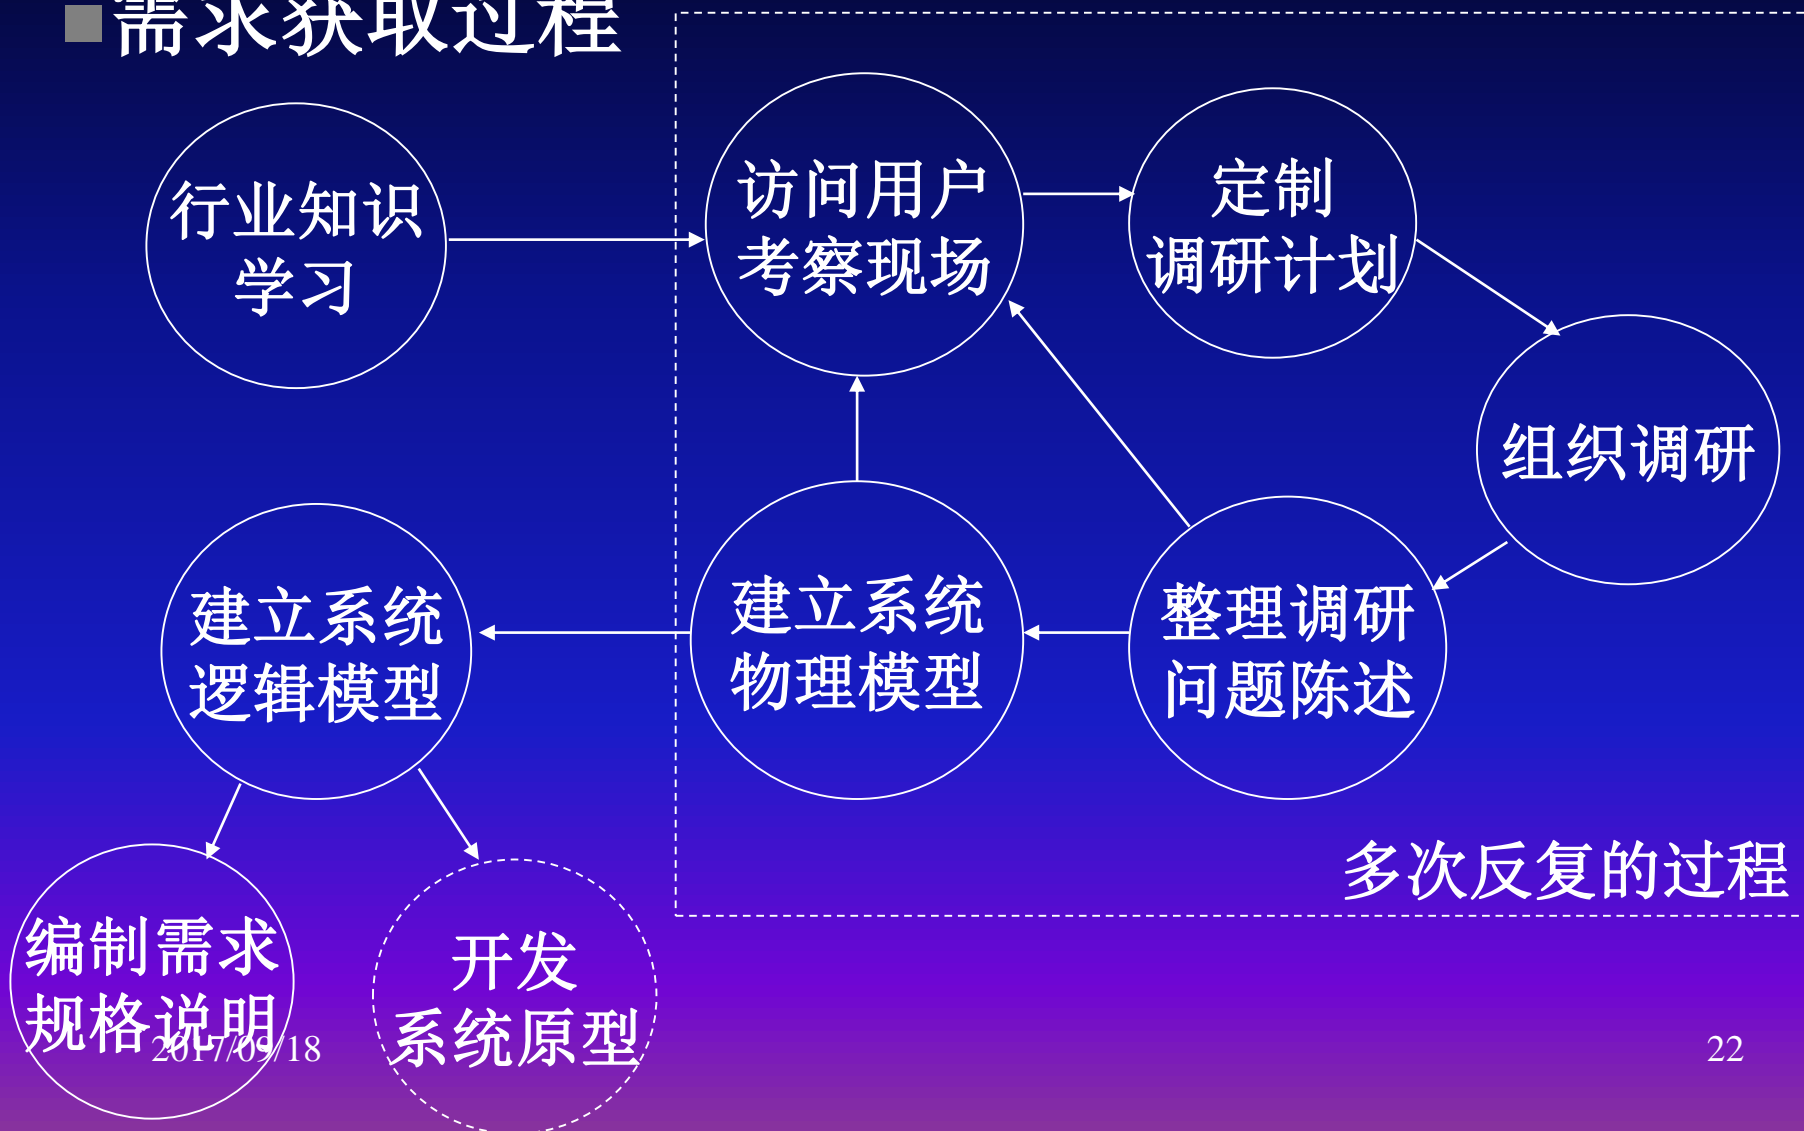 需求获取过程
行业知识
学习
访问用户
考察现场
定制
调研计划
组织调研
整理调研
问题陈述
建立系统
物理模型
建立系统
逻辑模型
多次反复的过程
编制需求
规格说明
开发
系统原型
2017/09/18
22